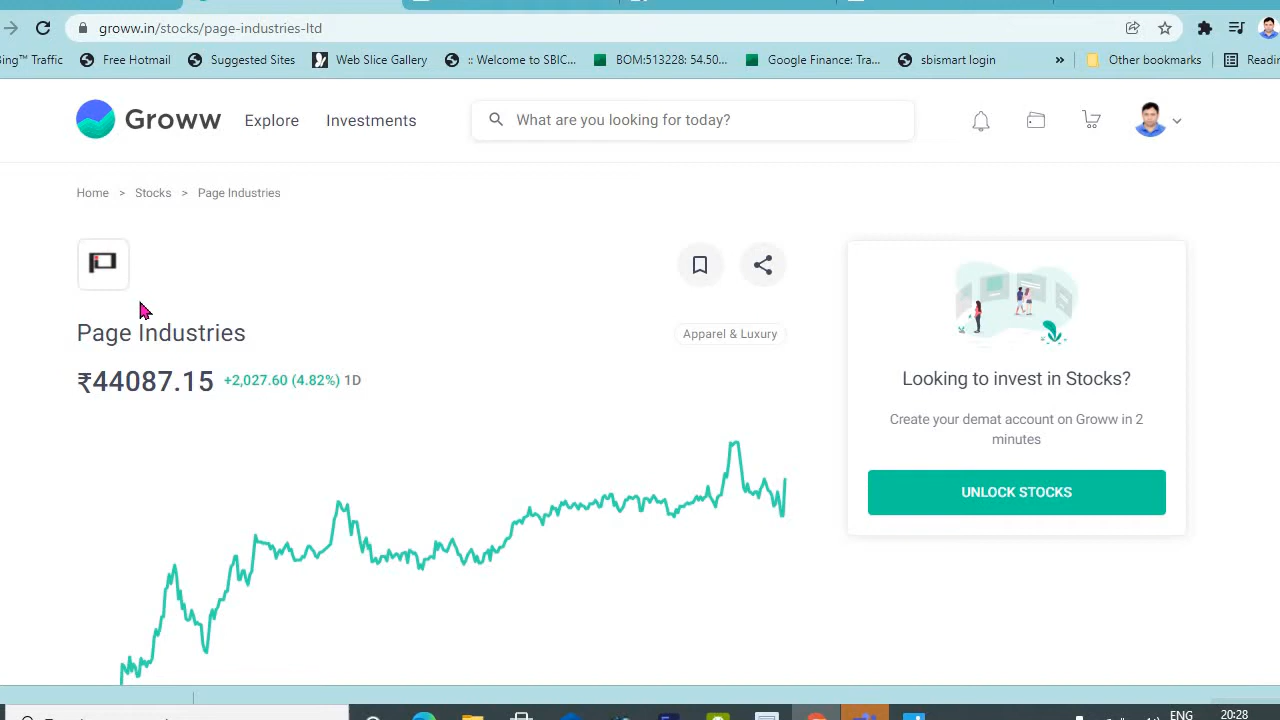 groww.in/stocks/page-industries-ltd
Bing™ Traffic Free Hotmail Suggested Sites Web Slice Gallery :: Welcome to SBIC... BOM:513228: 54.50... Google Finance: Tra... sbismart login » Other bookmarks
Groww Explore Investments What are you looking for today?
Home > Stocks > Page Industries
Page Industries
Apparel & Luxury
₹44087.15 +2,027.60 (4.82%) 1D
Looking to invest in Stocks?
Create your demat account on Groww in 2
minutes
UNLOCK STOCKS
ENG 20:28